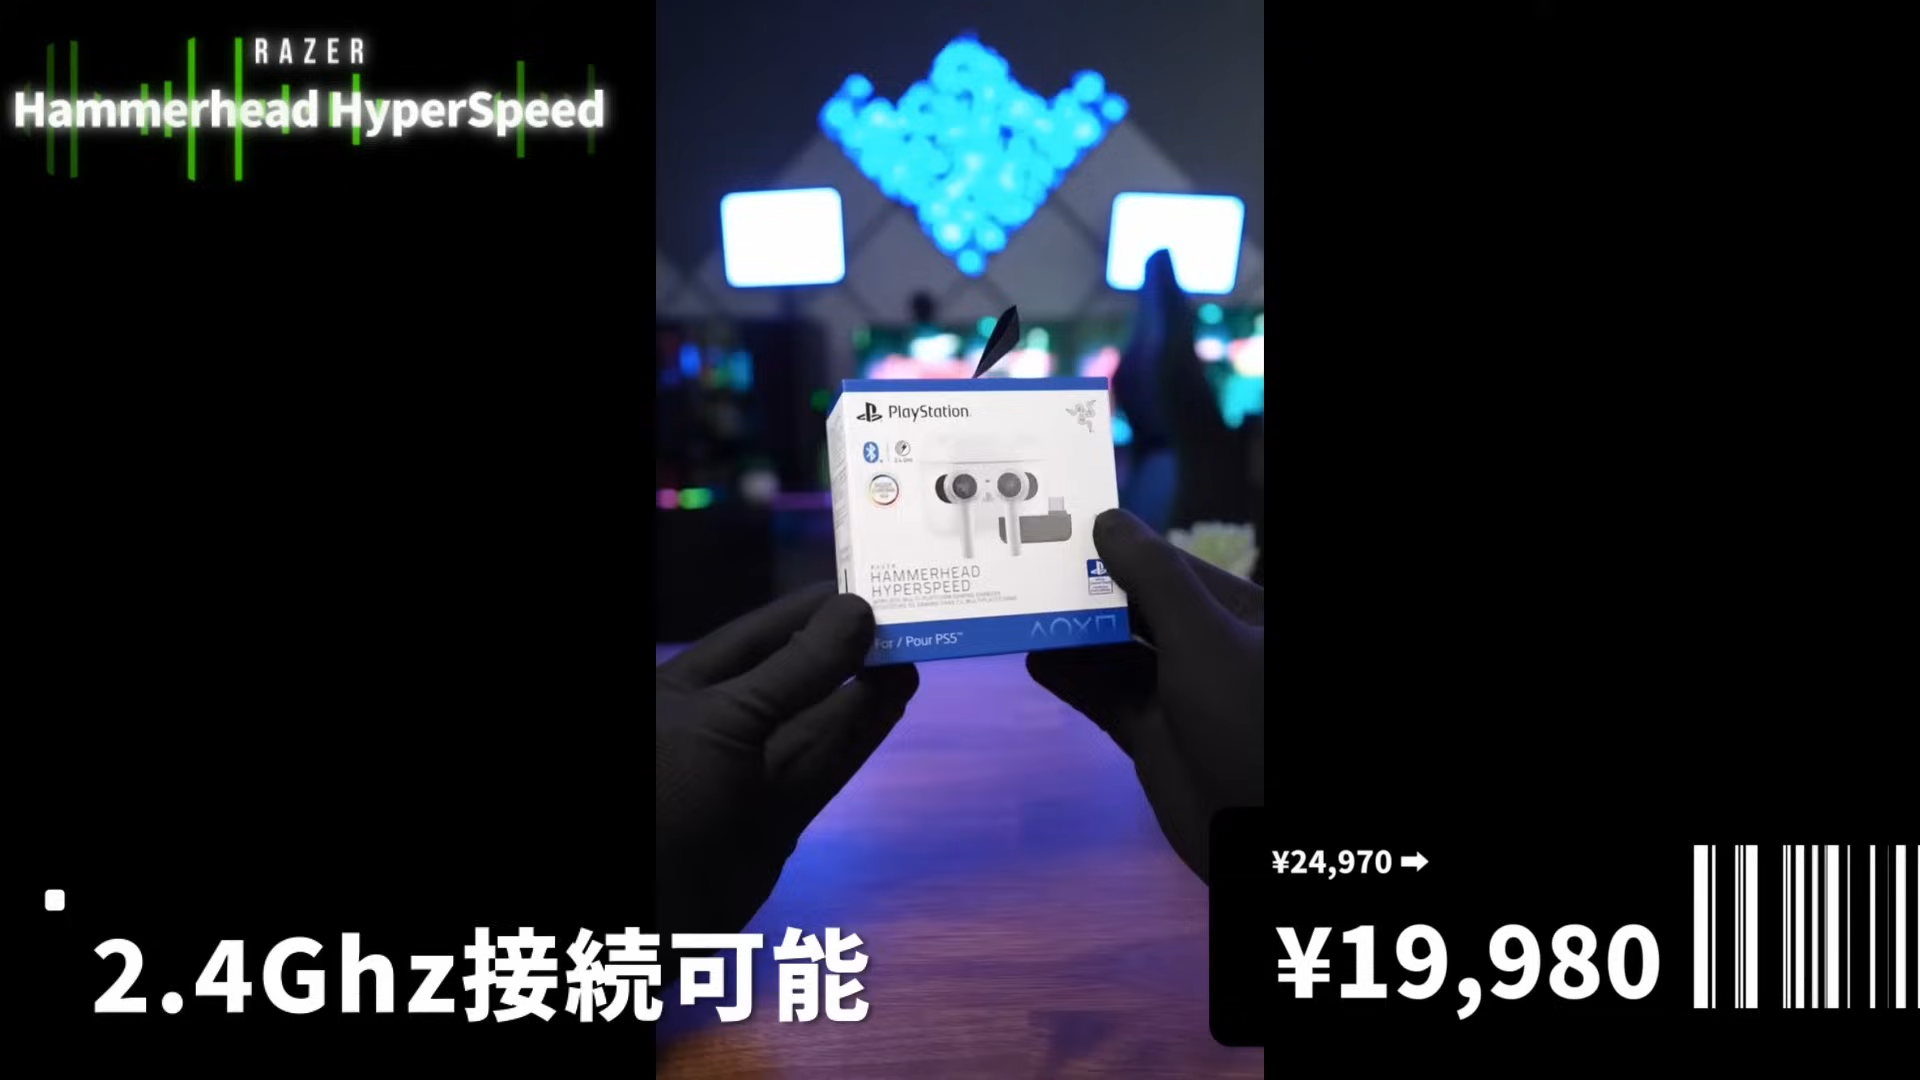 RAZER
Hammerhead HyperSpeed
PlayStation
HAMMERHEAD
HYPERSPEED
For / Pour PS5™
2.4Ghz接続可能
¥24,970➡
¥19,980